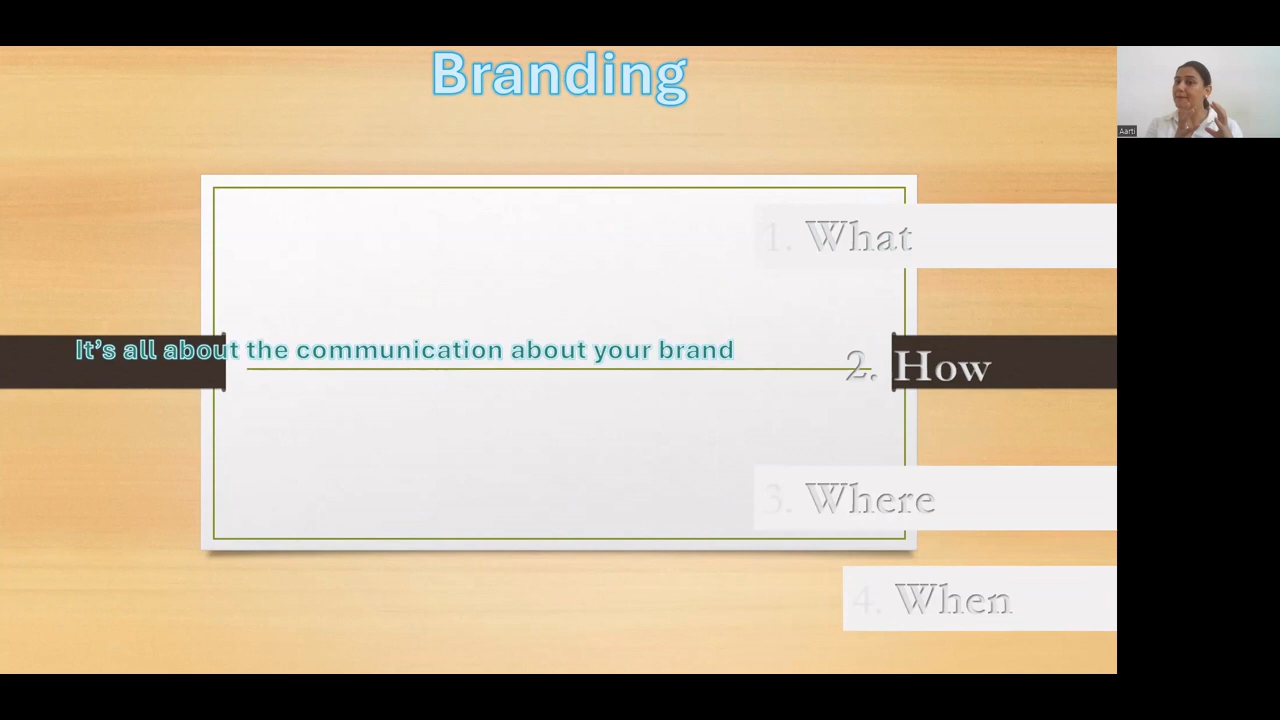 Branding
Aarti
1. What
It's all about the communication about your brand
2. How
3. Where
4. When